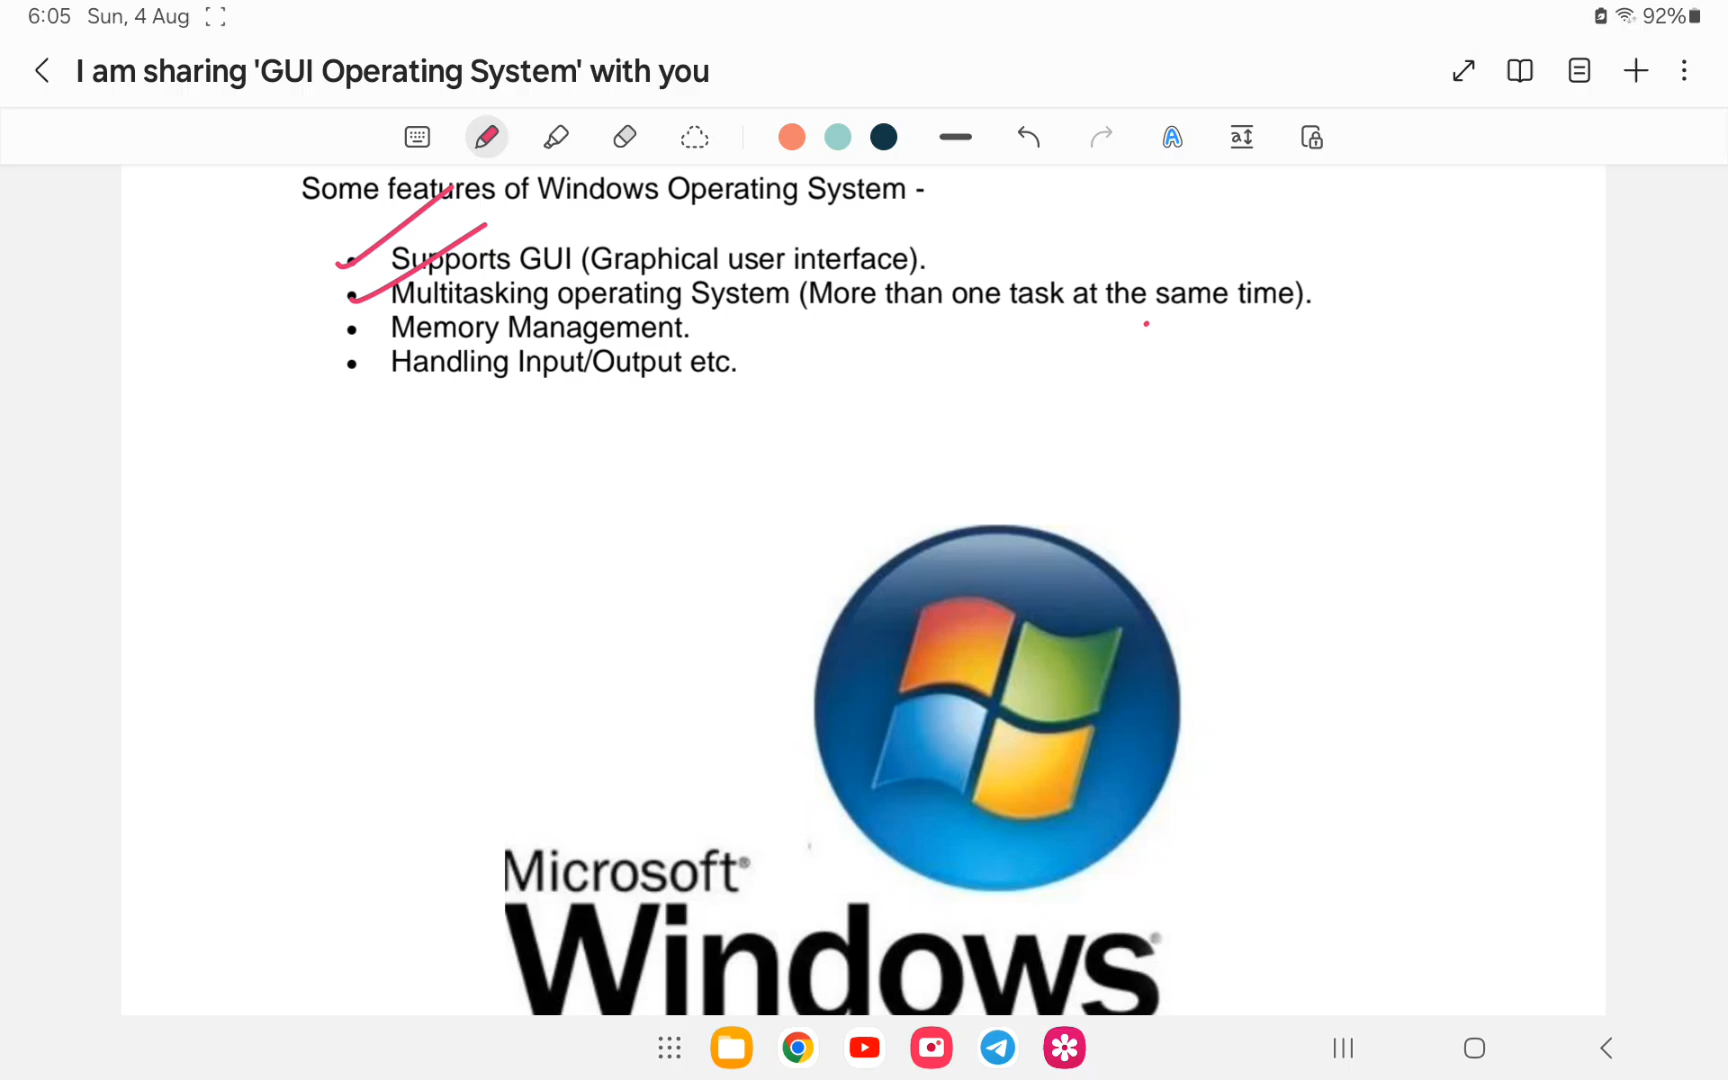 6:05 Sun, 4 Aug 92%
I am sharing 'GUI Operating System' with you
Some features of Windows Operating System -
• Supports GUI (Graphical user interface).
• Multitasking operating System (More than one task at the same time).
• Memory Management.
• Handling Input/Output etc.
Microsoft®
Windows®